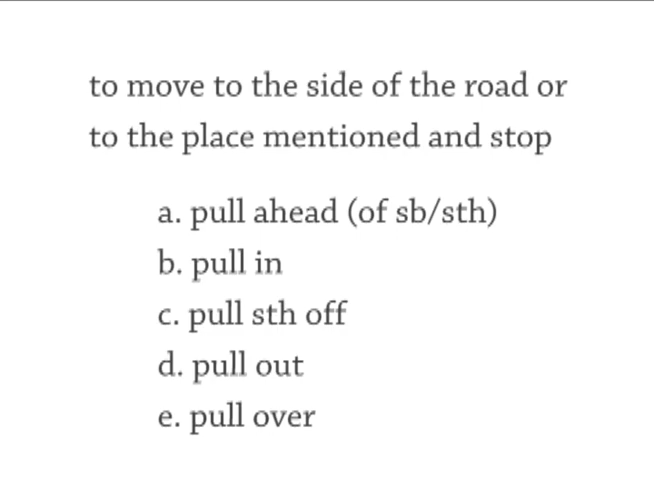 to move to the side of the road or
to the place mentioned and stop
a. pull ahead (of sb/sth)
b. pull in
c. pull sth off
d. pull out
e. pull over